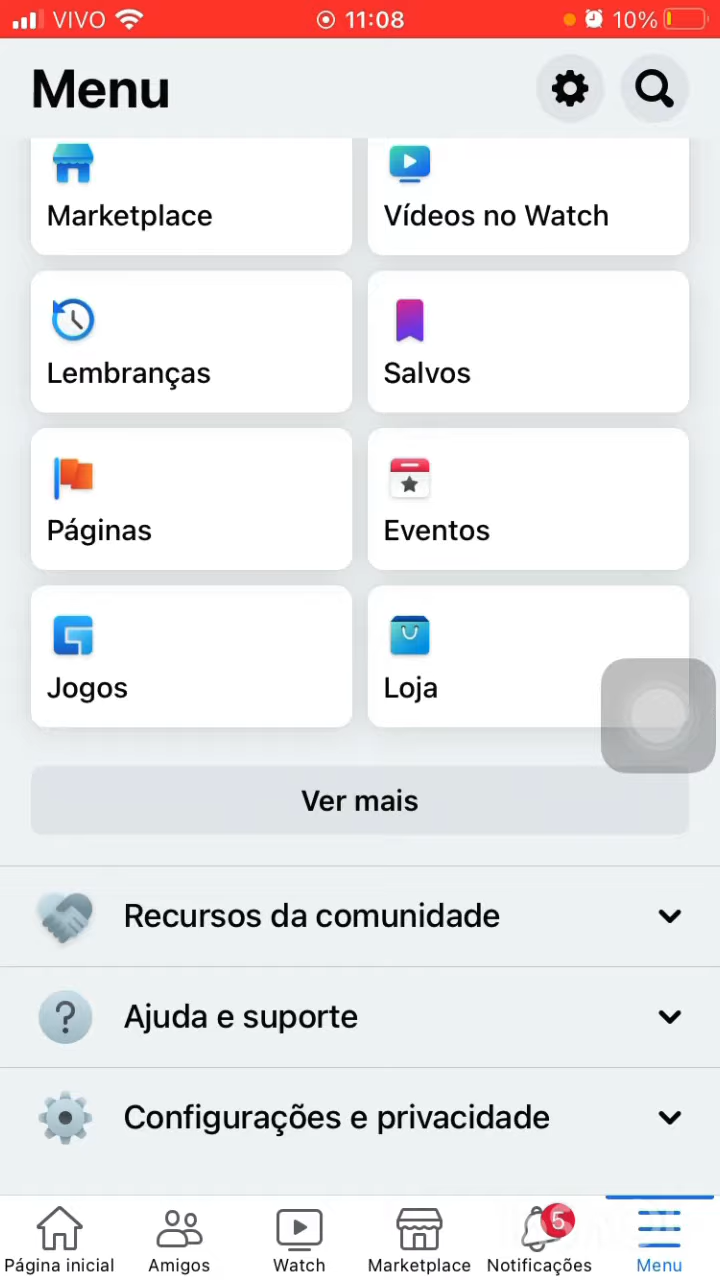 VIVO 11:08 10%
Menu
Marketplace
Vídeos no Watch
Lembranças
Salvos
Páginas
Eventos
Jogos
Loja
Ver mais
Recursos da comunidade
Ajuda e suporte
Configurações e privacidade
5
Página inicial Amigos Watch Marketplace Notificações Menu